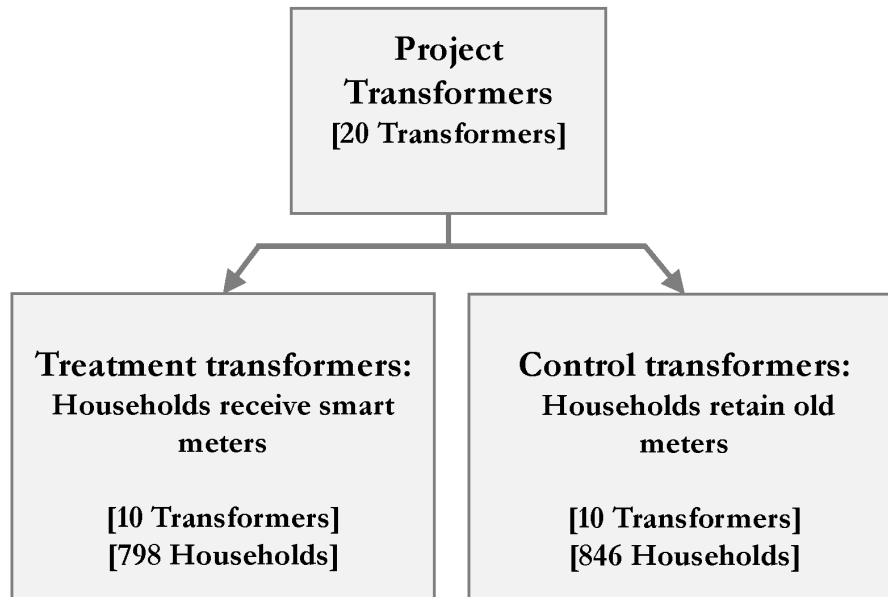 Project
Transformers
[20 Transformers]
Treatment transformers:
Households receive smart
meters
[10 Transformers]
[798 Households]
Control transformers:
Households retain old
meters
[10 Transformers]
[846 Households]